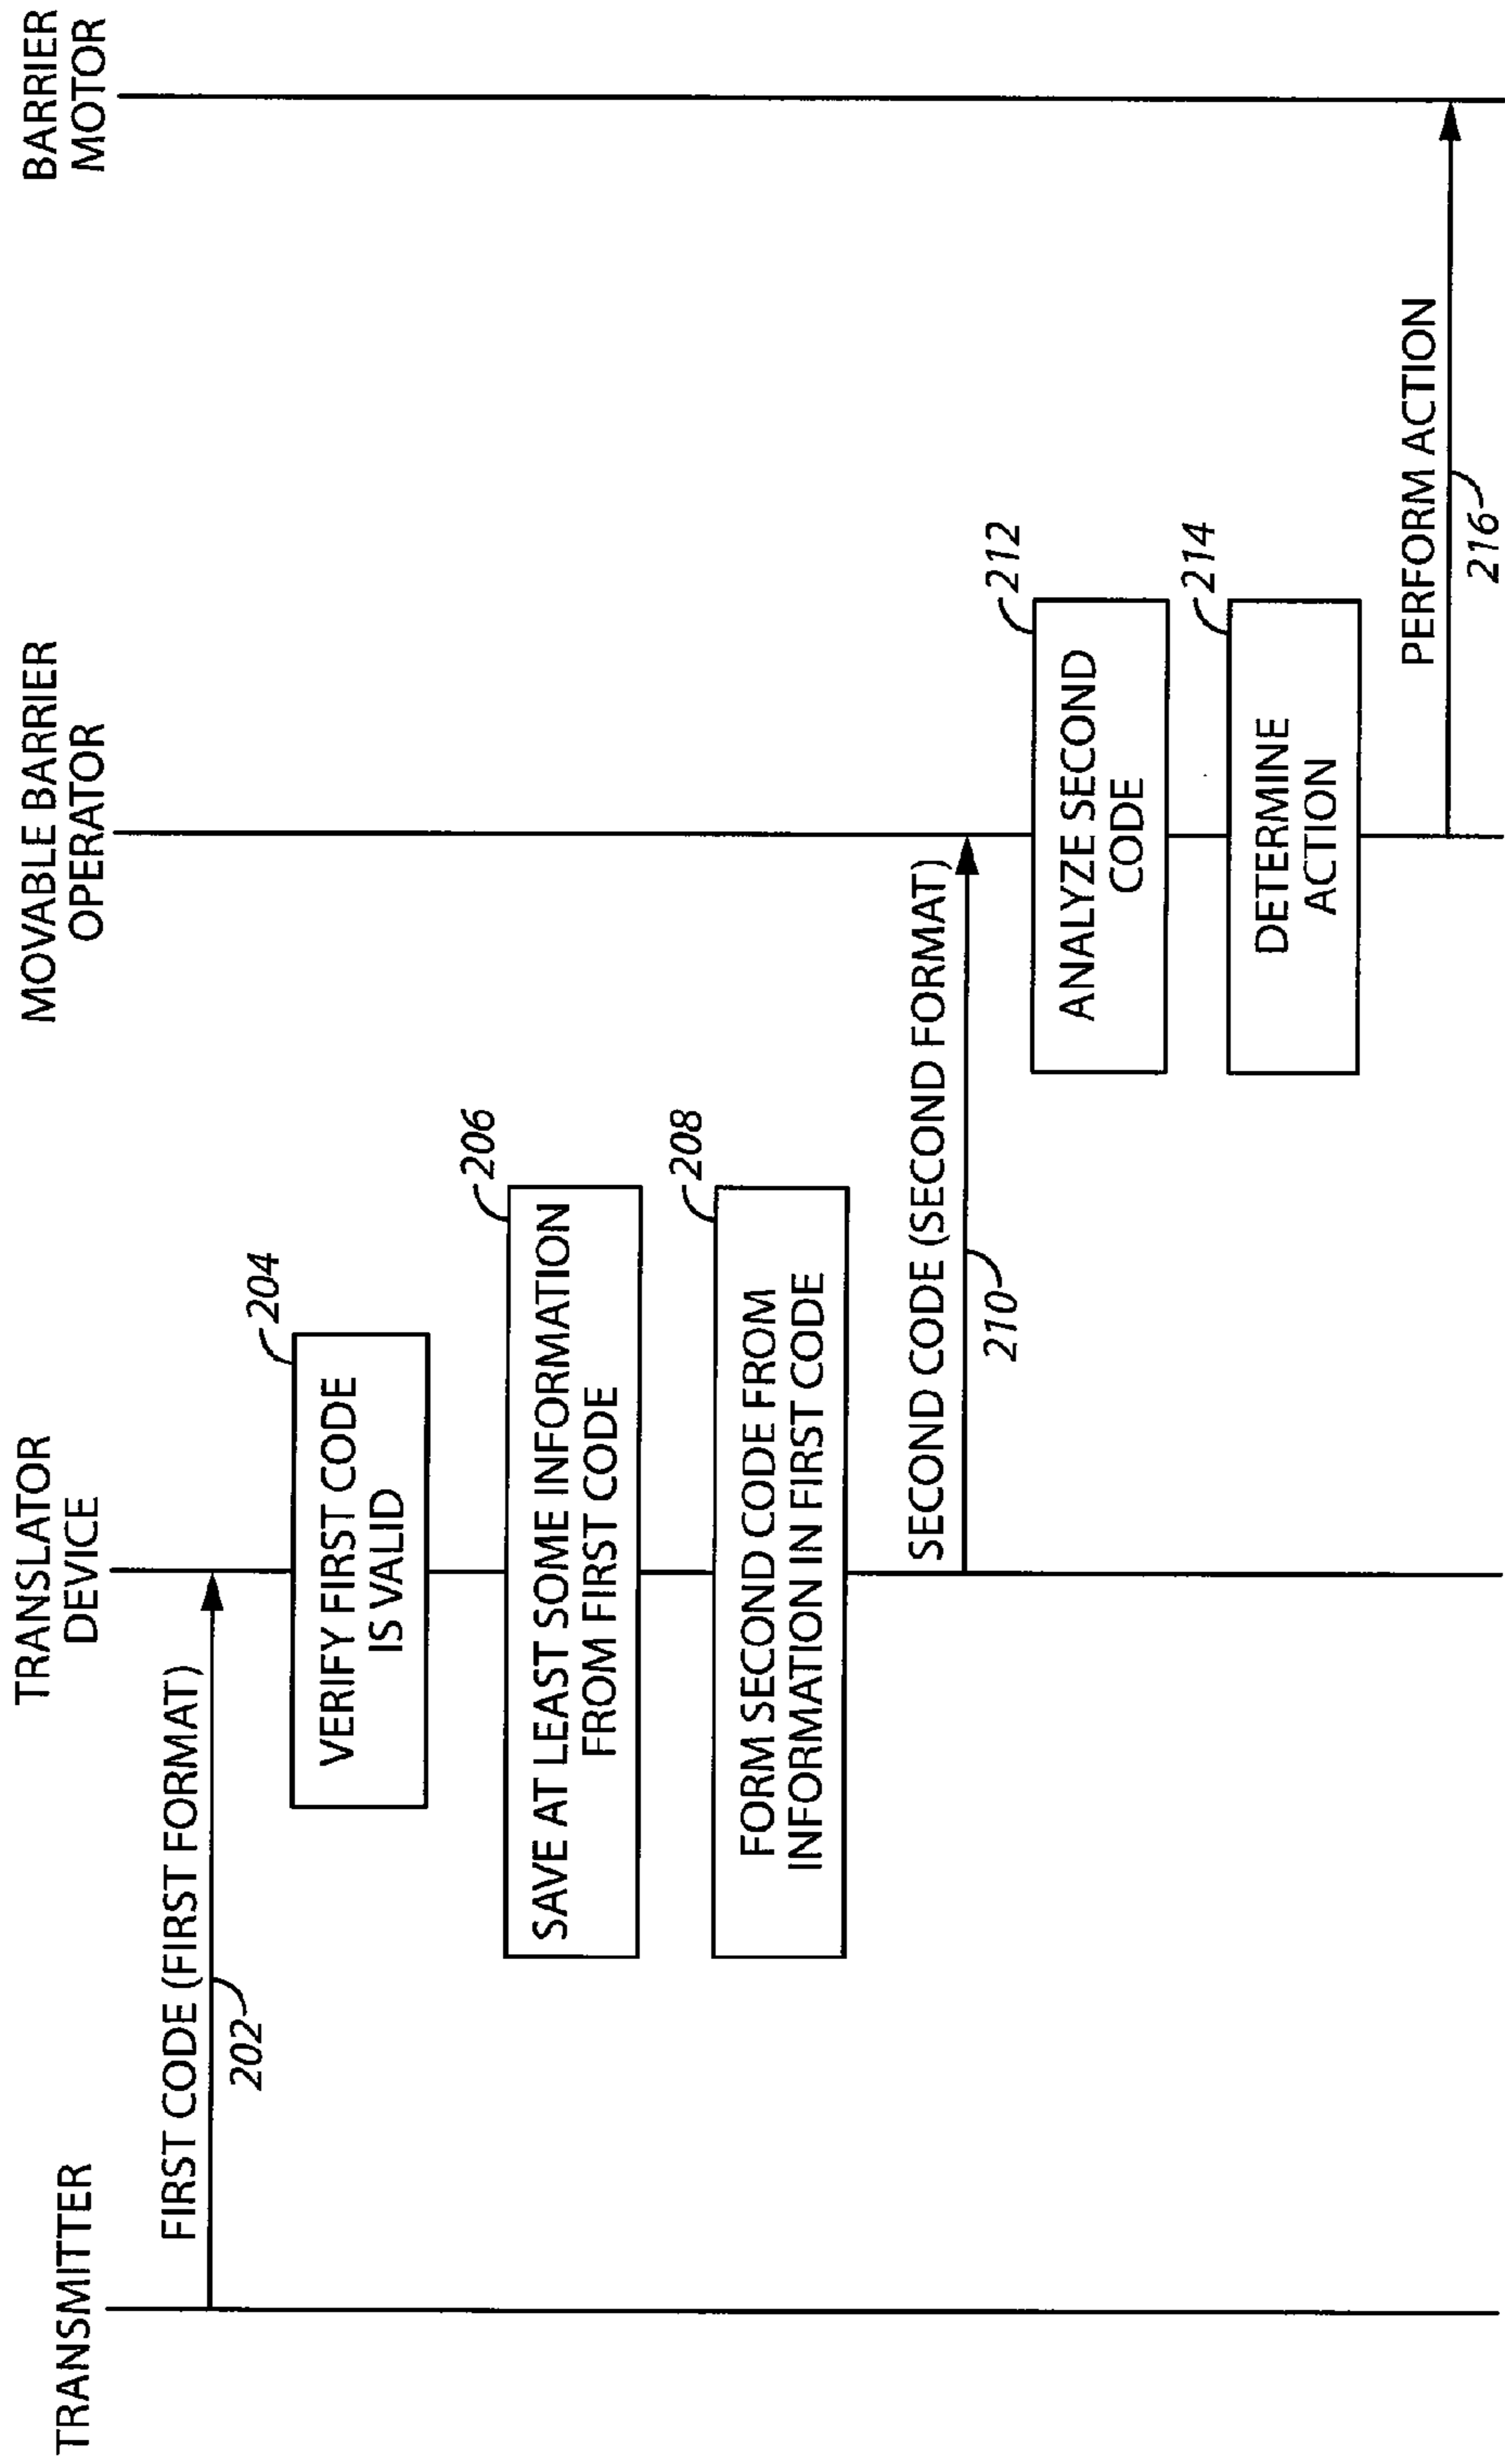 TRANSMITTER
TRANSLATOR
DEVICE
MOVABLE BARRIER
OPERATOR
BARRIER
MOTOR
FIRST CODE (FIRST FORMAT)
202
VERIFY FIRST CODE
IS VALID
204
SAVE AT LEAST SOME INFORMATION
FROM FIRST CODE
206
FORM SECOND CODE FROM
INFORMATION IN FIRST CODE
208
SECOND CODE (SECOND FORMAT)
210
ANALYZE SECOND
CODE
212
DETERMINE
ACTION
214
PERFORM ACTION
216